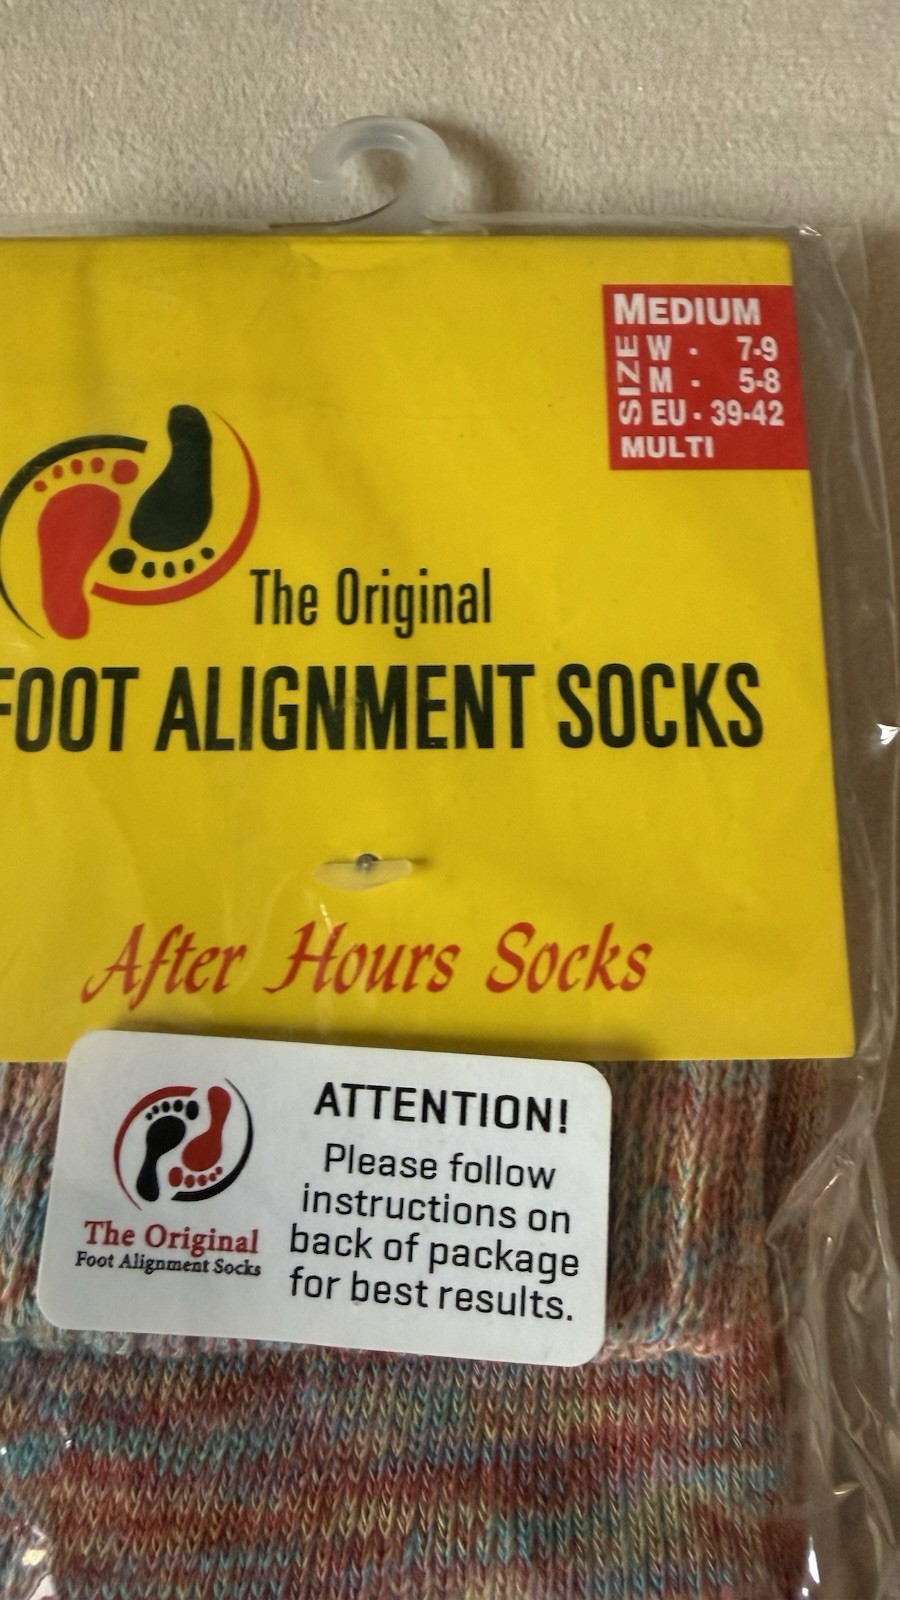 MEDIUM
SIZE
W - 7-9
M - 5-8
EU - 39-42
MULTI
The Original
FOOT ALIGNMENT SOCKS
After Hours Socks
ATTENTION!
Please follow
instructions on
back of package
for best results.
The Original
Foot Alignment Socks